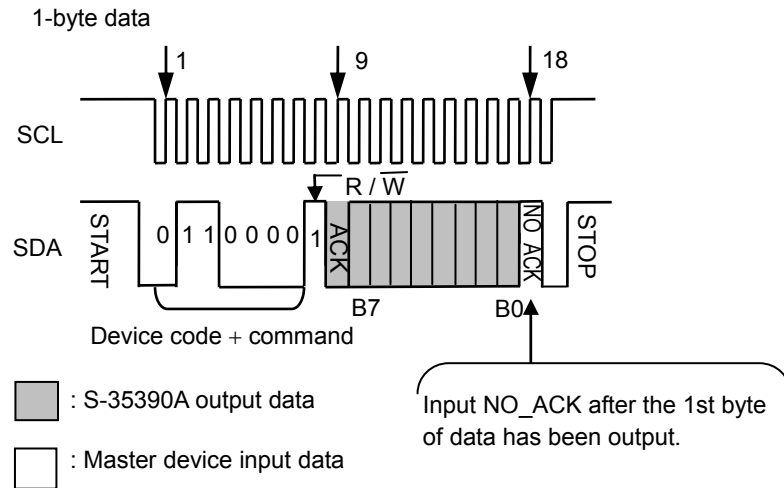 1-byte data
1 9 18
SCL
R / W
SDA
START 0 1 1 0 0 0 0 1 ACK NO ACK STOP
B7 B0
Device code + command
: S-35390A output data
: Master device input data
Input NO_ACK after the 1st byte
of data has been output.